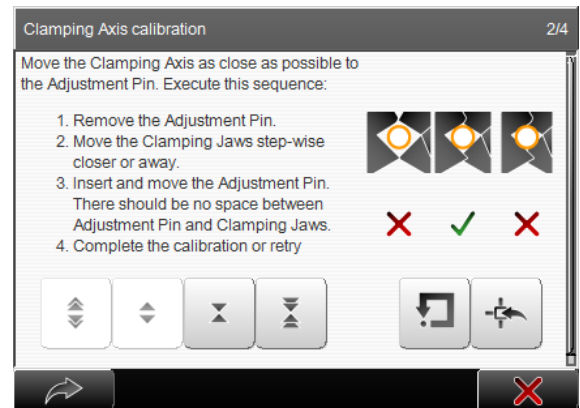 Clamping Axis calibration 2/4
Move the Clamping Axis as close as possible to
the Adjustment Pin. Execute this sequence:
1. Remove the Adjustment Pin.
2. Move the Clamping Jaws step-wise
closer or away.
3. Insert and move the Adjustment Pin.
There should be no space between
Adjustment Pin and Clamping Jaws.
4. Complete the calibration or retry